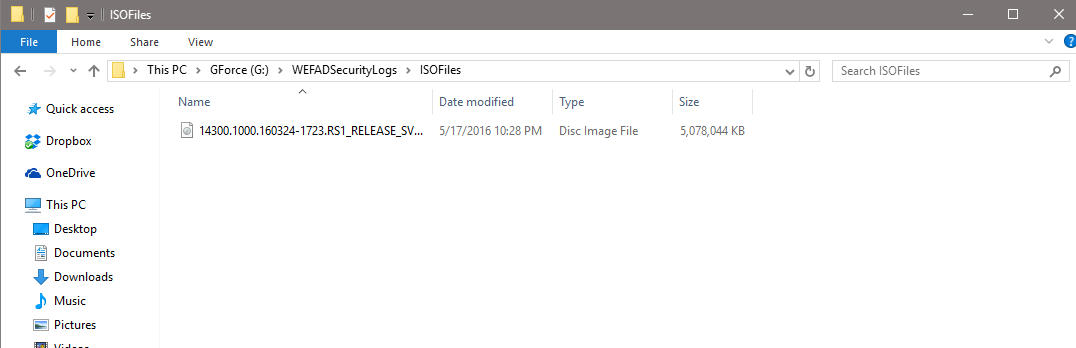 ISOFiles
File Home Share View
This PC GForce (G:) WEFADSecurityLogs ISOFiles Search ISOFiles
Name Date modified Type Size
14300.1000.160324-1723.RS1_RELEASE_SV... 5/17/2016 10:28 PM Disc Image File 5,078,044 KB
Quick access
Dropbox
OneDrive
This PC
Desktop
Documents
Downloads
Music
Pictures